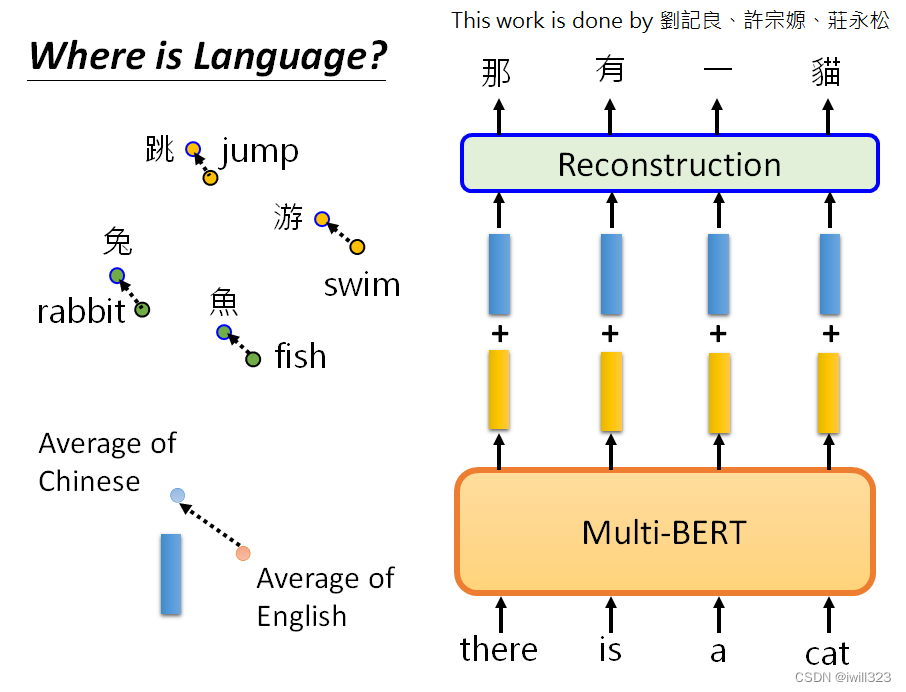 This work is done by 劉記良、許宗嫄、莊永松
Where is Language?
跳 jump
游
swim
兔
rabbit
魚
fish
Average of
Chinese
Average of
English
那 有 一 貓
Reconstruction
+ + + +
Multi-BERT
there is a cat
CSDN @iwill323